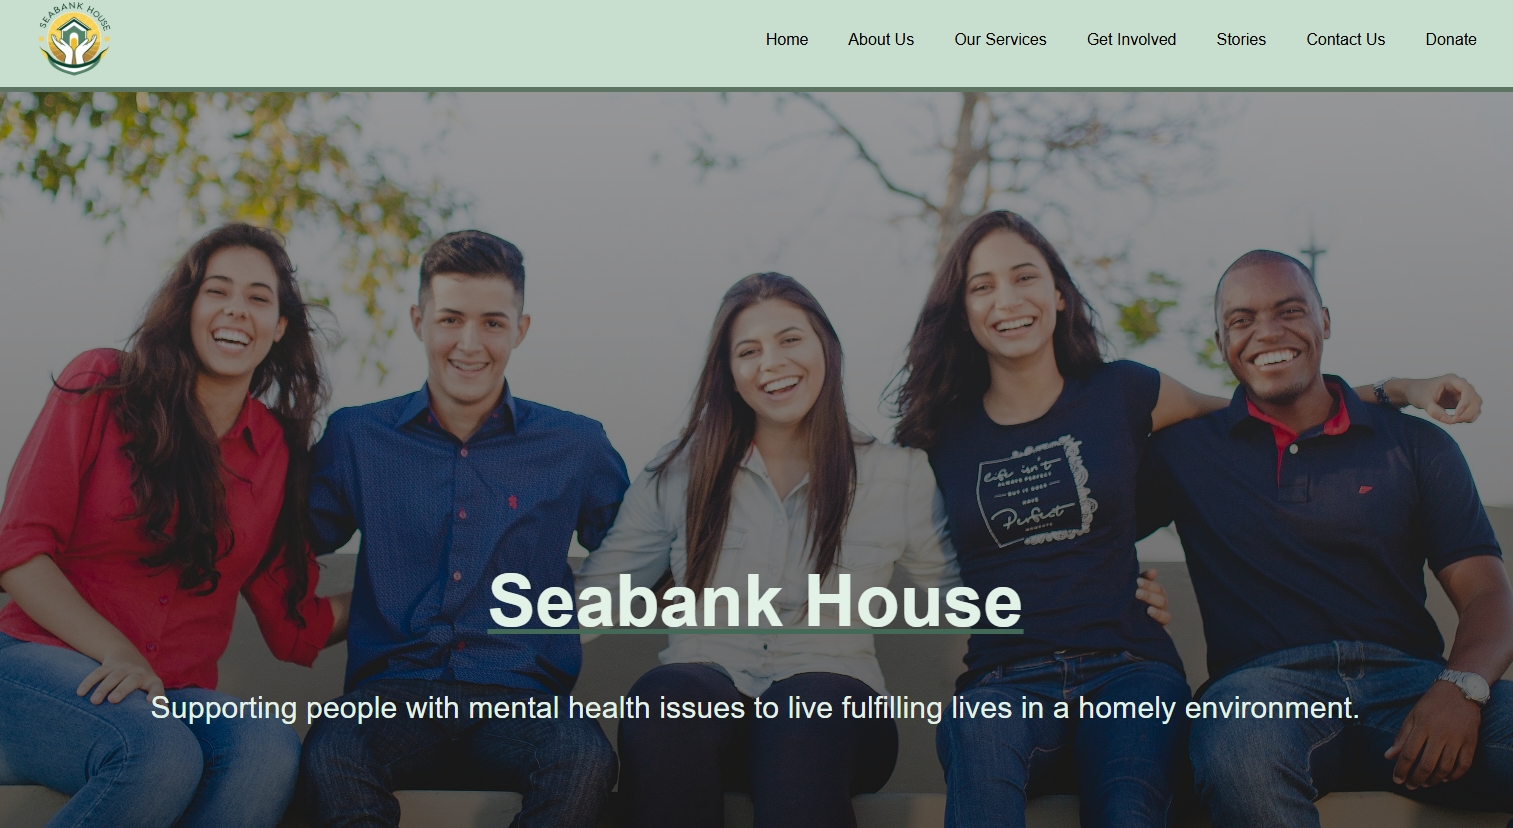 SEABANK HOUSE
Home About Us Our Services Get Involved Stories Contact Us Donate
life isn't
ALWAYS PERFECT
BUT IT DOES
HAVE
Perfect
MOMENTS
Seabank House
Supporting people with mental health issues to live fulfilling lives in a homely environment.